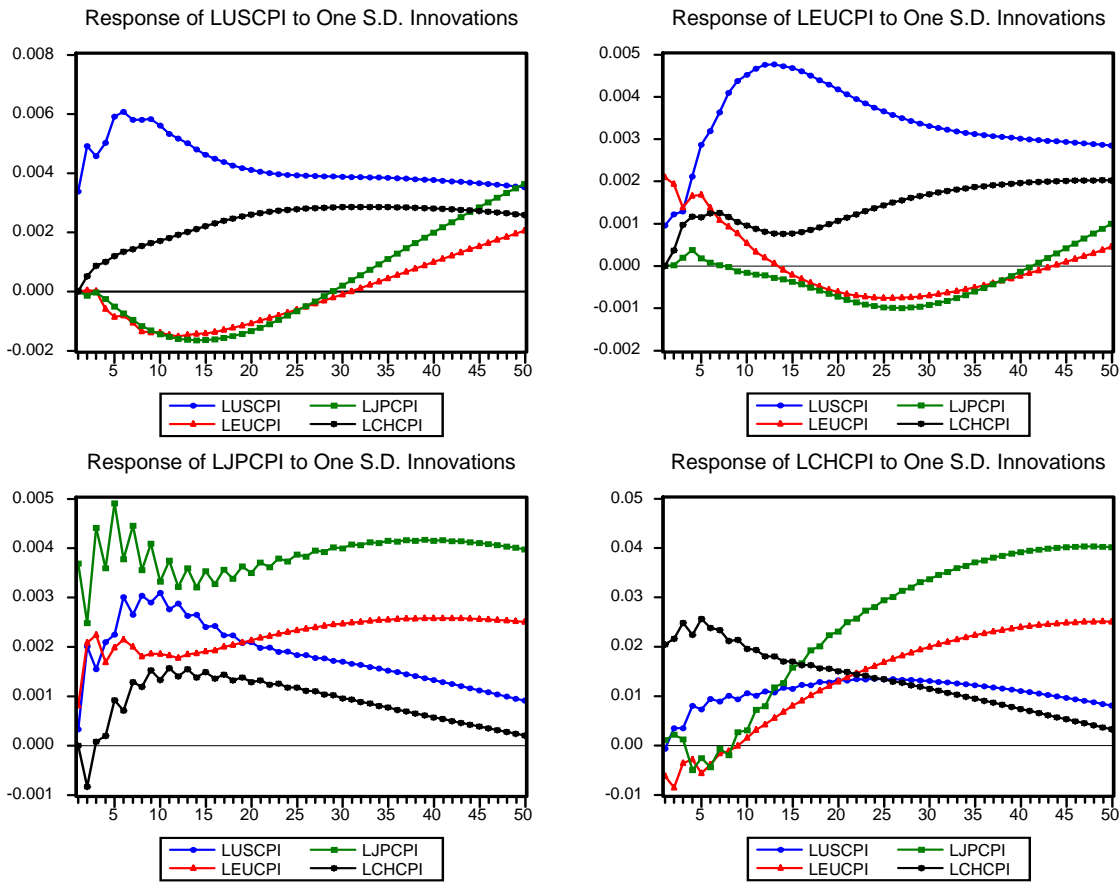 Response of LUSCPI to One S.D. Innovations
0.008
0.006
0.004
0.002
0.000
-0.002
5 10 15 20 25 30 35 40 45 50
LUSCPI LJPCPI
LEUCPI LCHCPI
Response of LEUCPI to One S.D. Innovations
0.005
0.004
0.003
0.002
0.001
0.000
-0.001
-0.002
5 10 15 20 25 30 35 40 45 50
LUSCPI LJPCPI
LEUCPI LCHCPI
Response of LJPCPI to One S.D. Innovations
0.005
0.004
0.003
0.002
0.001
0.000
-0.001
5 10 15 20 25 30 35 40 45 50
LUSCPI LJPCPI
LEUCPI LCHCPI
Response of LCHCPI to One S.D. Innovations
0.05
0.04
0.03
0.02
0.01
0.00
-0.01
5 10 15 20 25 30 35 40 45 50
LUSCPI LJPCPI
LEUCPI LCHCPI